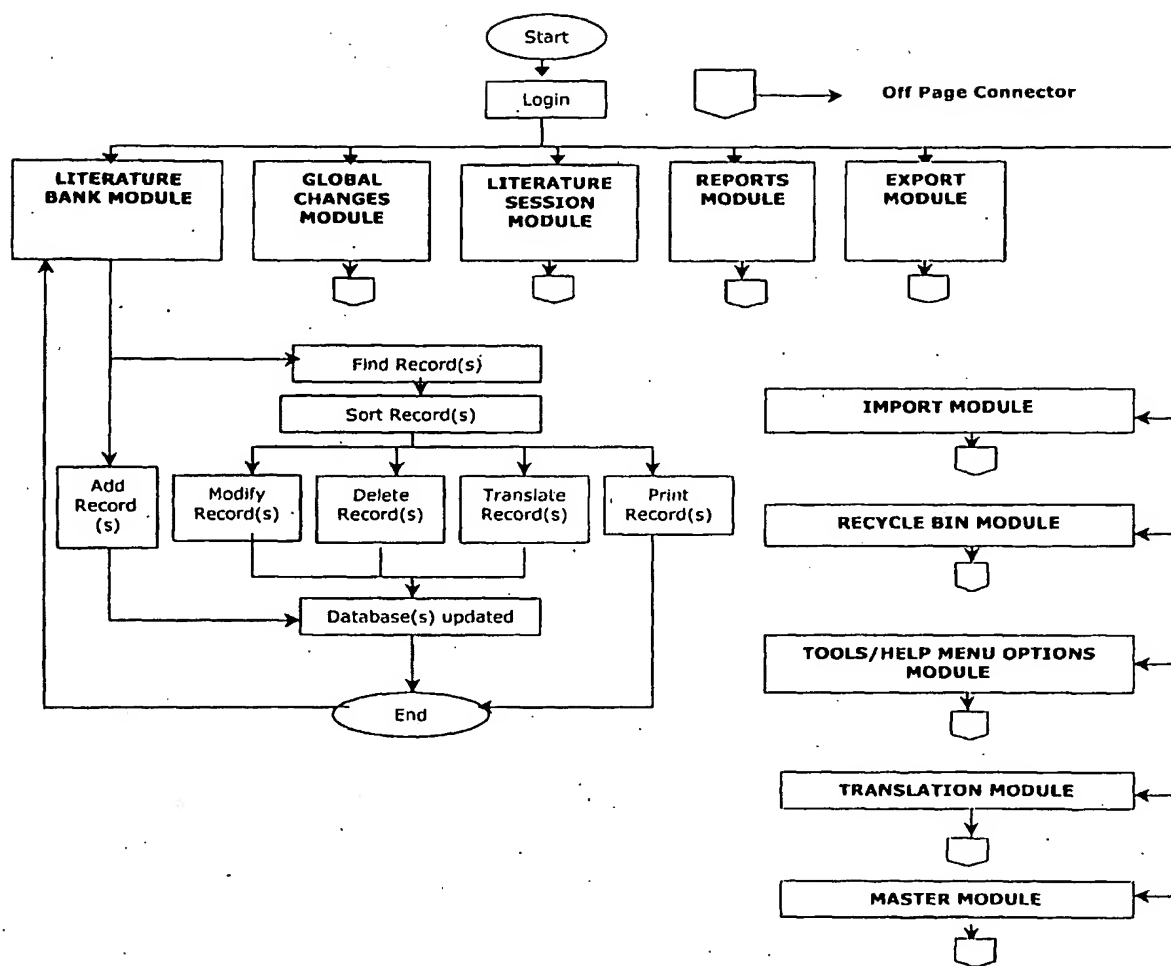 Start
Login
Off Page Connector
LITERATURE
BANK MODULE
GLOBAL
CHANGES
MODULE
LITERATURE
SESSION
MODULE
REPORTS
MODULE
EXPORT
MODULE
Find Record(s)
Sort Record(s)
Add
Record
(s)
Modify
Record(s)
Delete
Record(s)
Translate
Record(s)
Print
Record(s)
Database(s) updated
End
IMPORT MODULE
RECYCLE BIN MODULE
TOOLS/HELP MENU OPTIONS
MODULE
TRANSLATION MODULE
MASTER MODULE